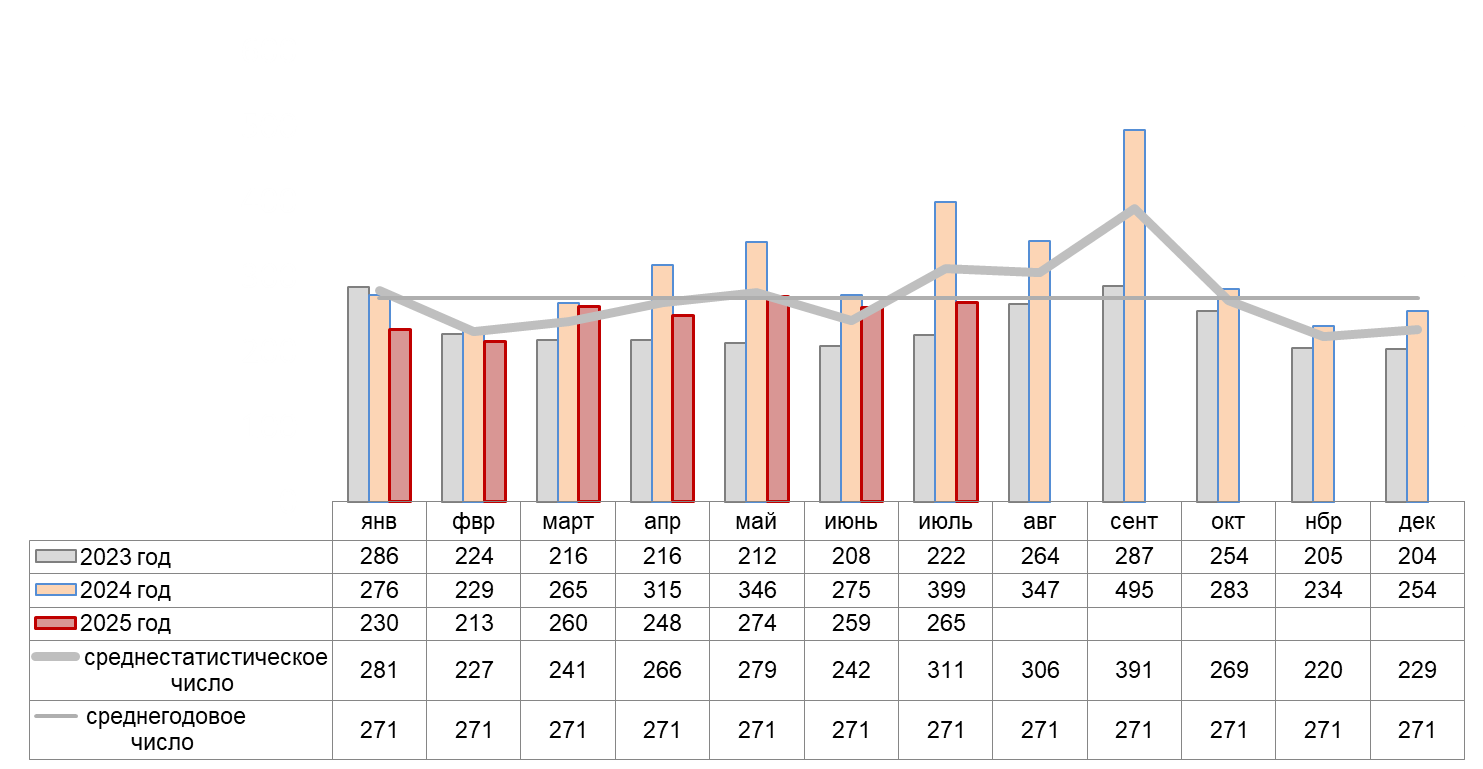 янв фвр март апр май июнь июль авг сент окт нбр дек
2023 год 286 224 216 216 212 208 222 264 287 254 205 204
2024 год 276 229 265 315 346 275 399 347 495 283 234 254
2025 год 230 213 260 248 274 259 265
среднестатистическое
число 281 227 241 266 279 242 311 306 391 269 220 229
среднегодовое
число 271 271 271 271 271 271 271 271 271 271 271 271